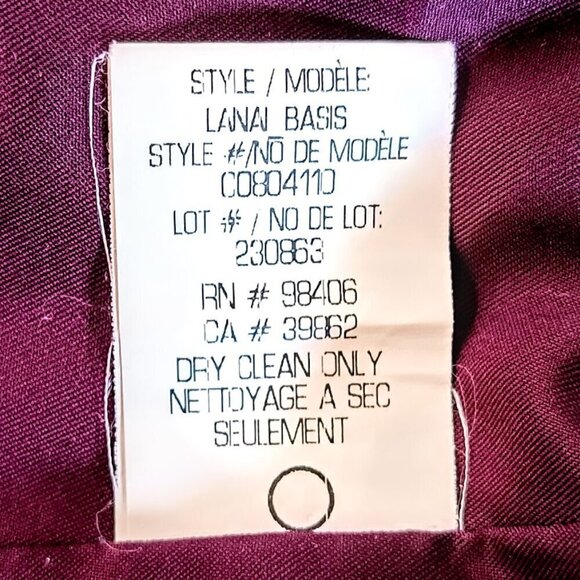 STYLE / MODÈLE:
LANAI BASIS
STYLE #/NŌ DE MODÈLE
C0804110
LOT # / NO DE LOT:
230863
RN # 98406
CA # 39862
DRY CLEAN ONLY
NETTOYAGE A SEC
SEULEMENT